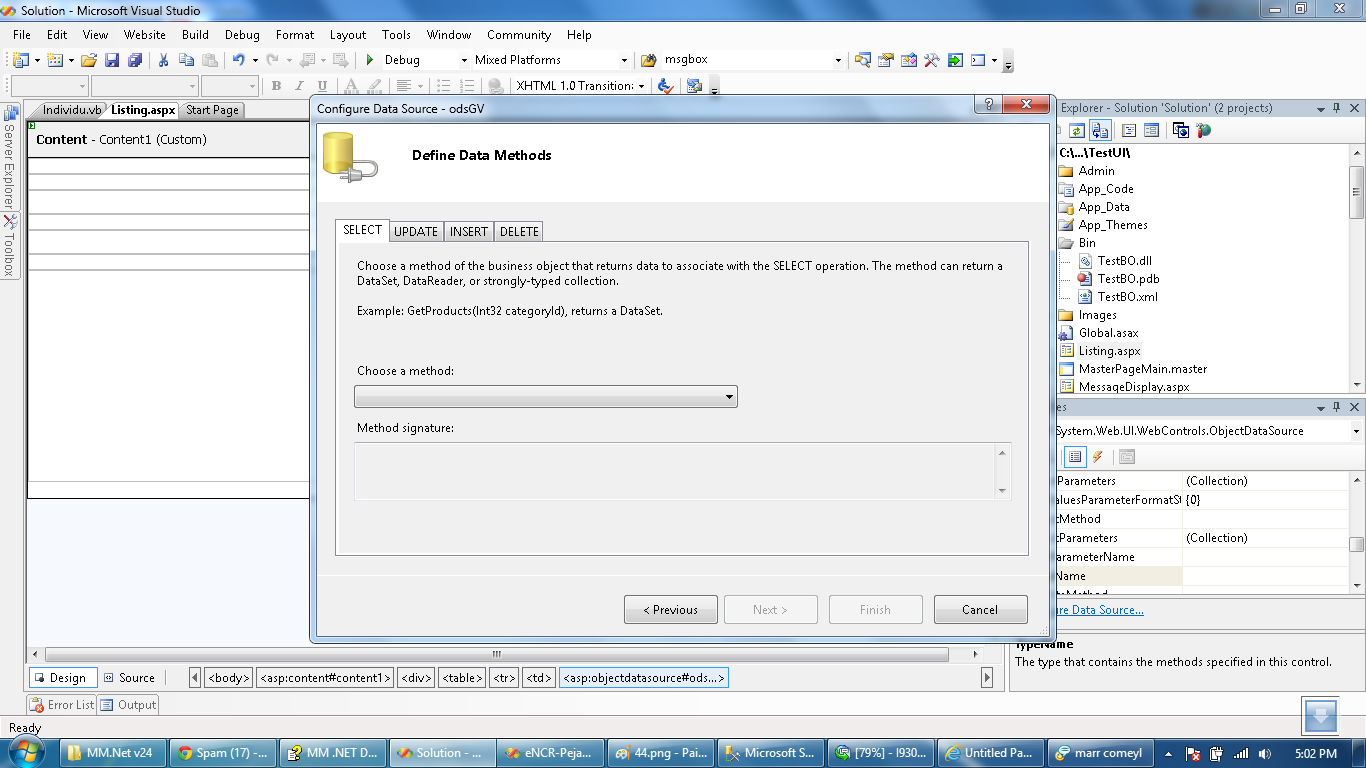 Solution - Microsoft Visual Studio
File Edit View Website Build Debug Format Layout Tools Window Community Help
Debug Mixed Platforms msgbox
B I U A XHTML 1.0 Transition:
Individu.vb Listing.aspx Start Page
Server Explorer
Toolbox
Content - Content1 (Custom)
Configure Data Source - odsGV
Define Data Methods
SELECT UPDATE INSERT DELETE
Choose a method of the business object that returns data to associate with the SELECT operation. The method can return a
DataSet, DataReader, or strongly-typed collection.
Example: GetProducts(Int32 categoryId), returns a DataSet.
Choose a method:
Method signature:
< Previous Next > Finish Cancel
Explorer - Solution 'Solution' (2 projects)
C:\...\TestUI\
Admin
App_Code
App_Data
App_Themes
Bin
TestBO.dll
TestBO.pdb
TestBO.xml
Images
Global.asax
Listing.aspx
MasterPageMain.master
MessageDisplay.aspx
es
System.Web.UI.WebControls.ObjectDataSource
Parameters (Collection)
aluesParameterFormatSt {0}
tMethod
tParameters (Collection)
arameterName
Name
re Data Source...
TypeName
The type that contains the methods specified in this control.
Design Source <body> <asp:content#content1> <div> <table> <tr> <td> <asp:objectdatasource#ods...>
Error List Output
Ready
MM.Net v24 Spam (17) -... MM .NET D... Solution - ... eNCR-Peja... 44.png - Pai... Microsoft S... [79%] - I930... Untitled Pa... marr comeyl 5:02 PM